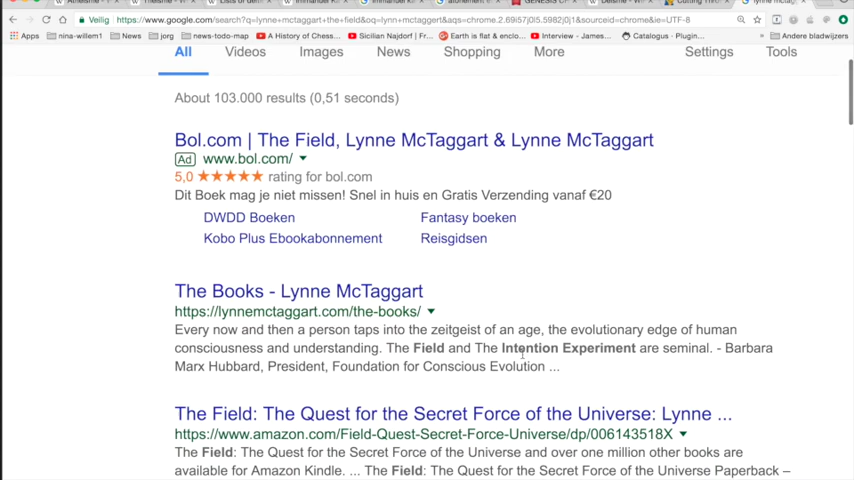 Veilig https://www.google.com/search?q=lynne+mctaggart+the+field&oq=lynn+mctaggart&aqs=chrome.2.69i57j0l5.5982j0j1&sourceid=chrome&ie=UTF-8
Apps nina-willem1 News jorg news-todo-map A History of Chess... Sicilian Najdorf | Fr... Earth is flat & enclo... Interview - James... Catalogus - Plugin... » Andere bladwijzers
All Videos Images News Shopping More Settings Tools
About 103.000 results (0,51 seconds)
Bol.com | The Field, Lynne McTaggart & Lynne McTaggart
Ad www.bol.com/
5,0 ★★★★★ rating for bol.com
Dit Boek mag je niet missen! Snel in huis en Gratis Verzending vanaf €20
DWDD Boeken Fantasy boeken
Kobo Plus Ebookabonnement Reisgidsen
The Books - Lynne McTaggart
https://lynnemctaggart.com/the-books/
Every now and then a person taps into the zeitgeist of an age, the evolutionary edge of human
consciousness and understanding. The Field and The Intention Experiment are seminal. - Barbara
Marx Hubbard, President, Foundation for Conscious Evolution ...
The Field: The Quest for the Secret Force of the Universe: Lynne ...
https://www.amazon.com/Field-Quest-Secret-Force-Universe/dp/006143518X
The Field: The Quest for the Secret Force of the Universe and over one million other books are
available for Amazon Kindle. ... The Field: The Quest for the Secret Force of the Universe Paperback –